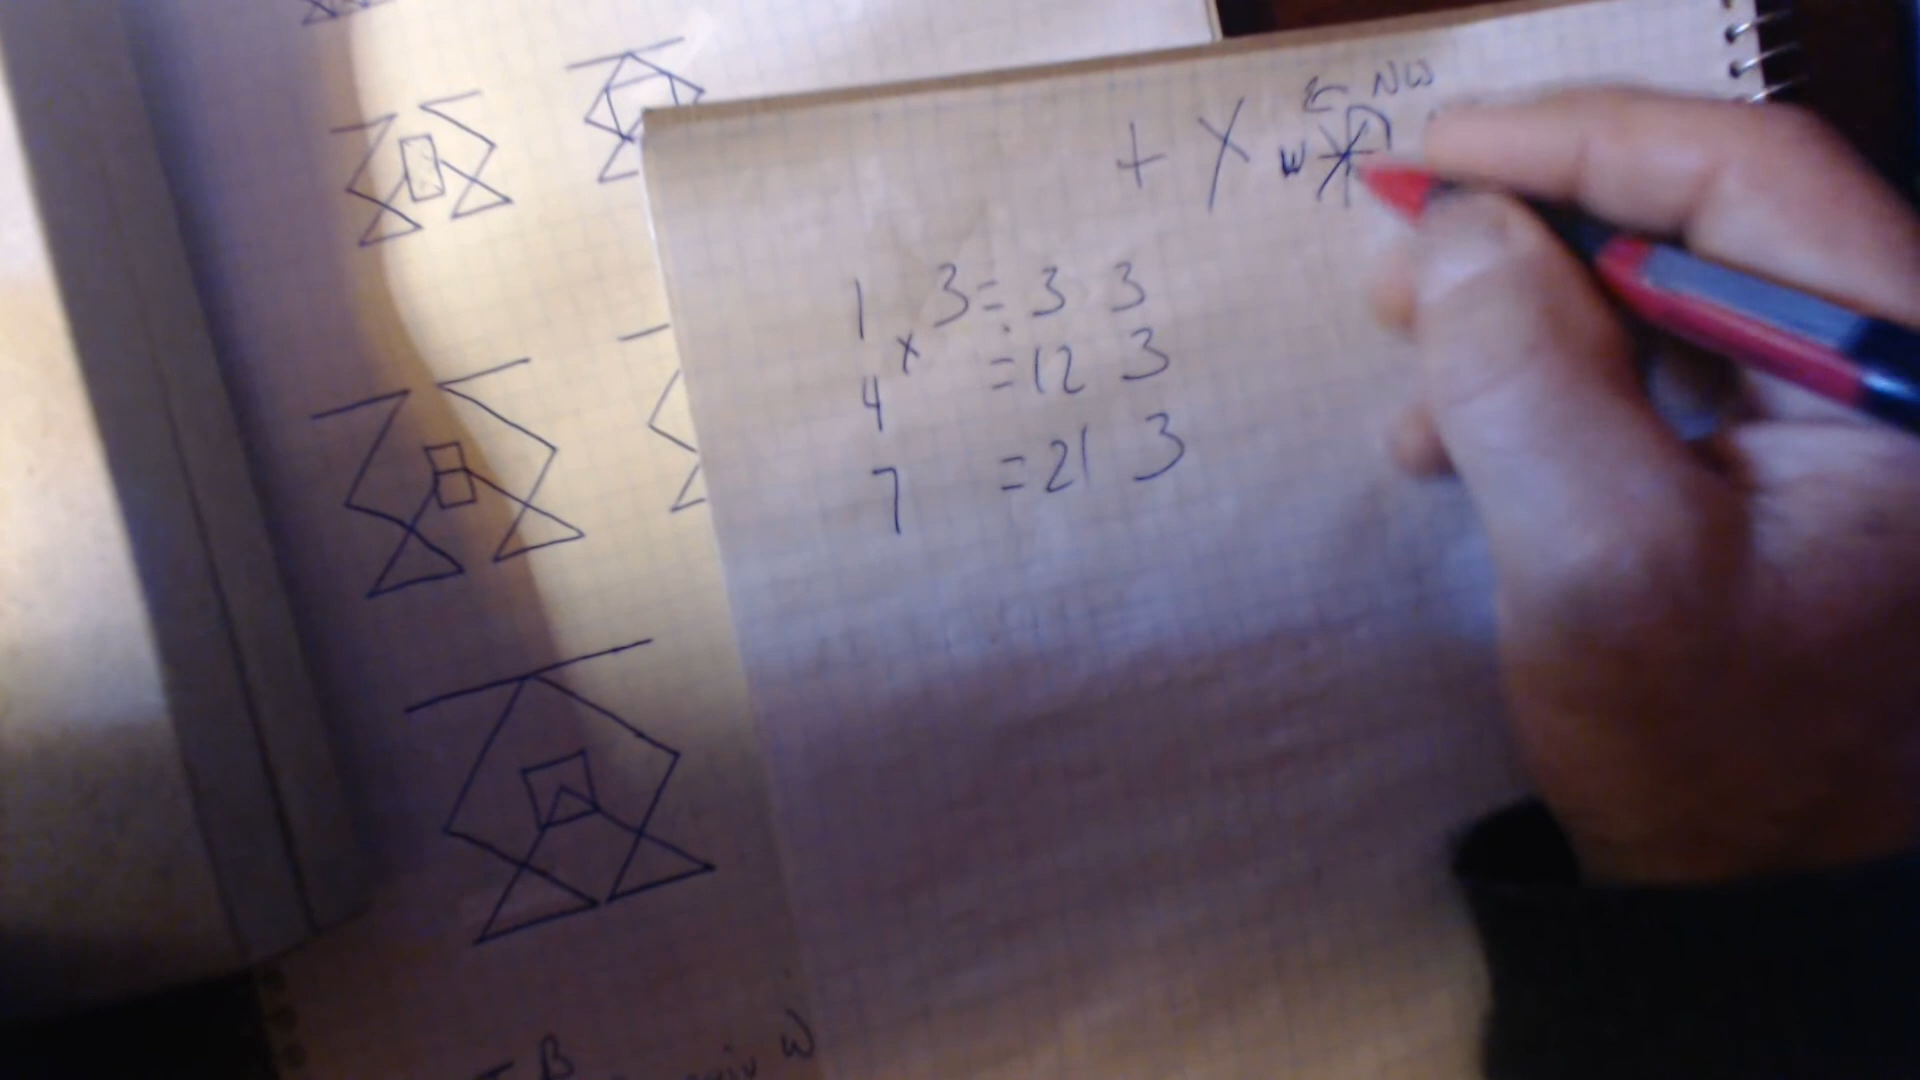 NW
+ X W
1 3 = 3 3
x
= 12 3
4
7 = 21 3
B
W